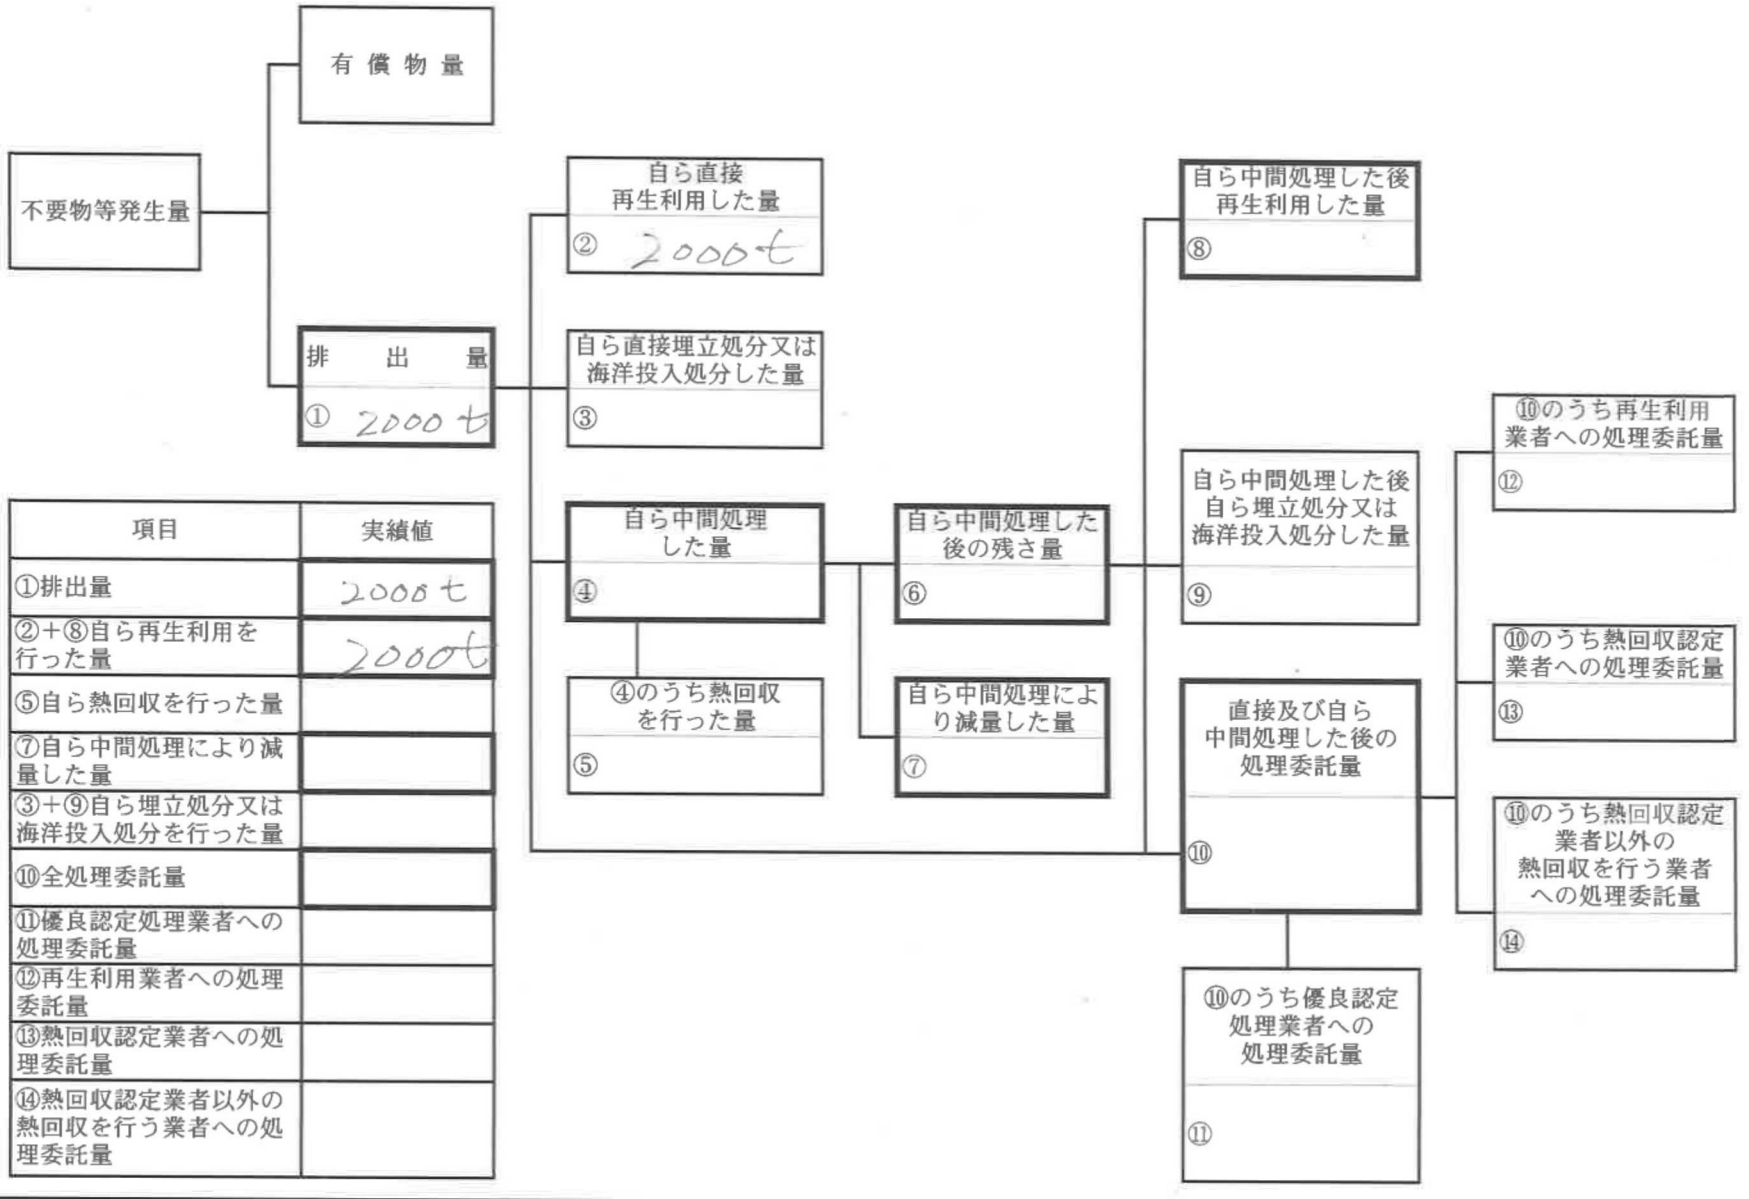 有償物量
不要物等発生量
排出量
① 2000t
自ら直接
再生利用した量
② 2000t
自ら直接埋立処分又は
海洋投入処分した量
③
自ら中間処理
した量
④
④のうち熱回収
を行った量
⑤
自ら中間処理した
後の残さ量
⑥
自ら中間処理によ
り減量した量
⑦
自ら中間処理した後
再生利用した量
⑧
自ら中間処理した後
自ら埋立処分又は
海洋投入処分した量
⑨
直接及び自ら
中間処理した後の
処理委託量
⑩
⑩のうち優良認定
処理業者への
処理委託量
⑪
⑩のうち再生利用
業者への処理委託量
⑫
⑩のうち熱回収認定
業者への処理委託量
⑬
⑩のうち熱回収認定
業者以外の
熱回収を行う業者
への処理委託量
⑭
項目 実績値
①排出量 2000t
②+⑧自ら再生利用を
行った量 2000t
⑤自ら熱回収を行った量
⑦自ら中間処理により減
量した量
③+⑨自ら埋立処分又は
海洋投入処分を行った量
⑩全処理委託量
⑪優良認定処理業者への
処理委託量
⑫再生利用業者への処理
委託量
⑬熱回収認定業者への処
理委託量
⑭熱回収認定業者以外の
熱回収を行う業者への処
理委託量